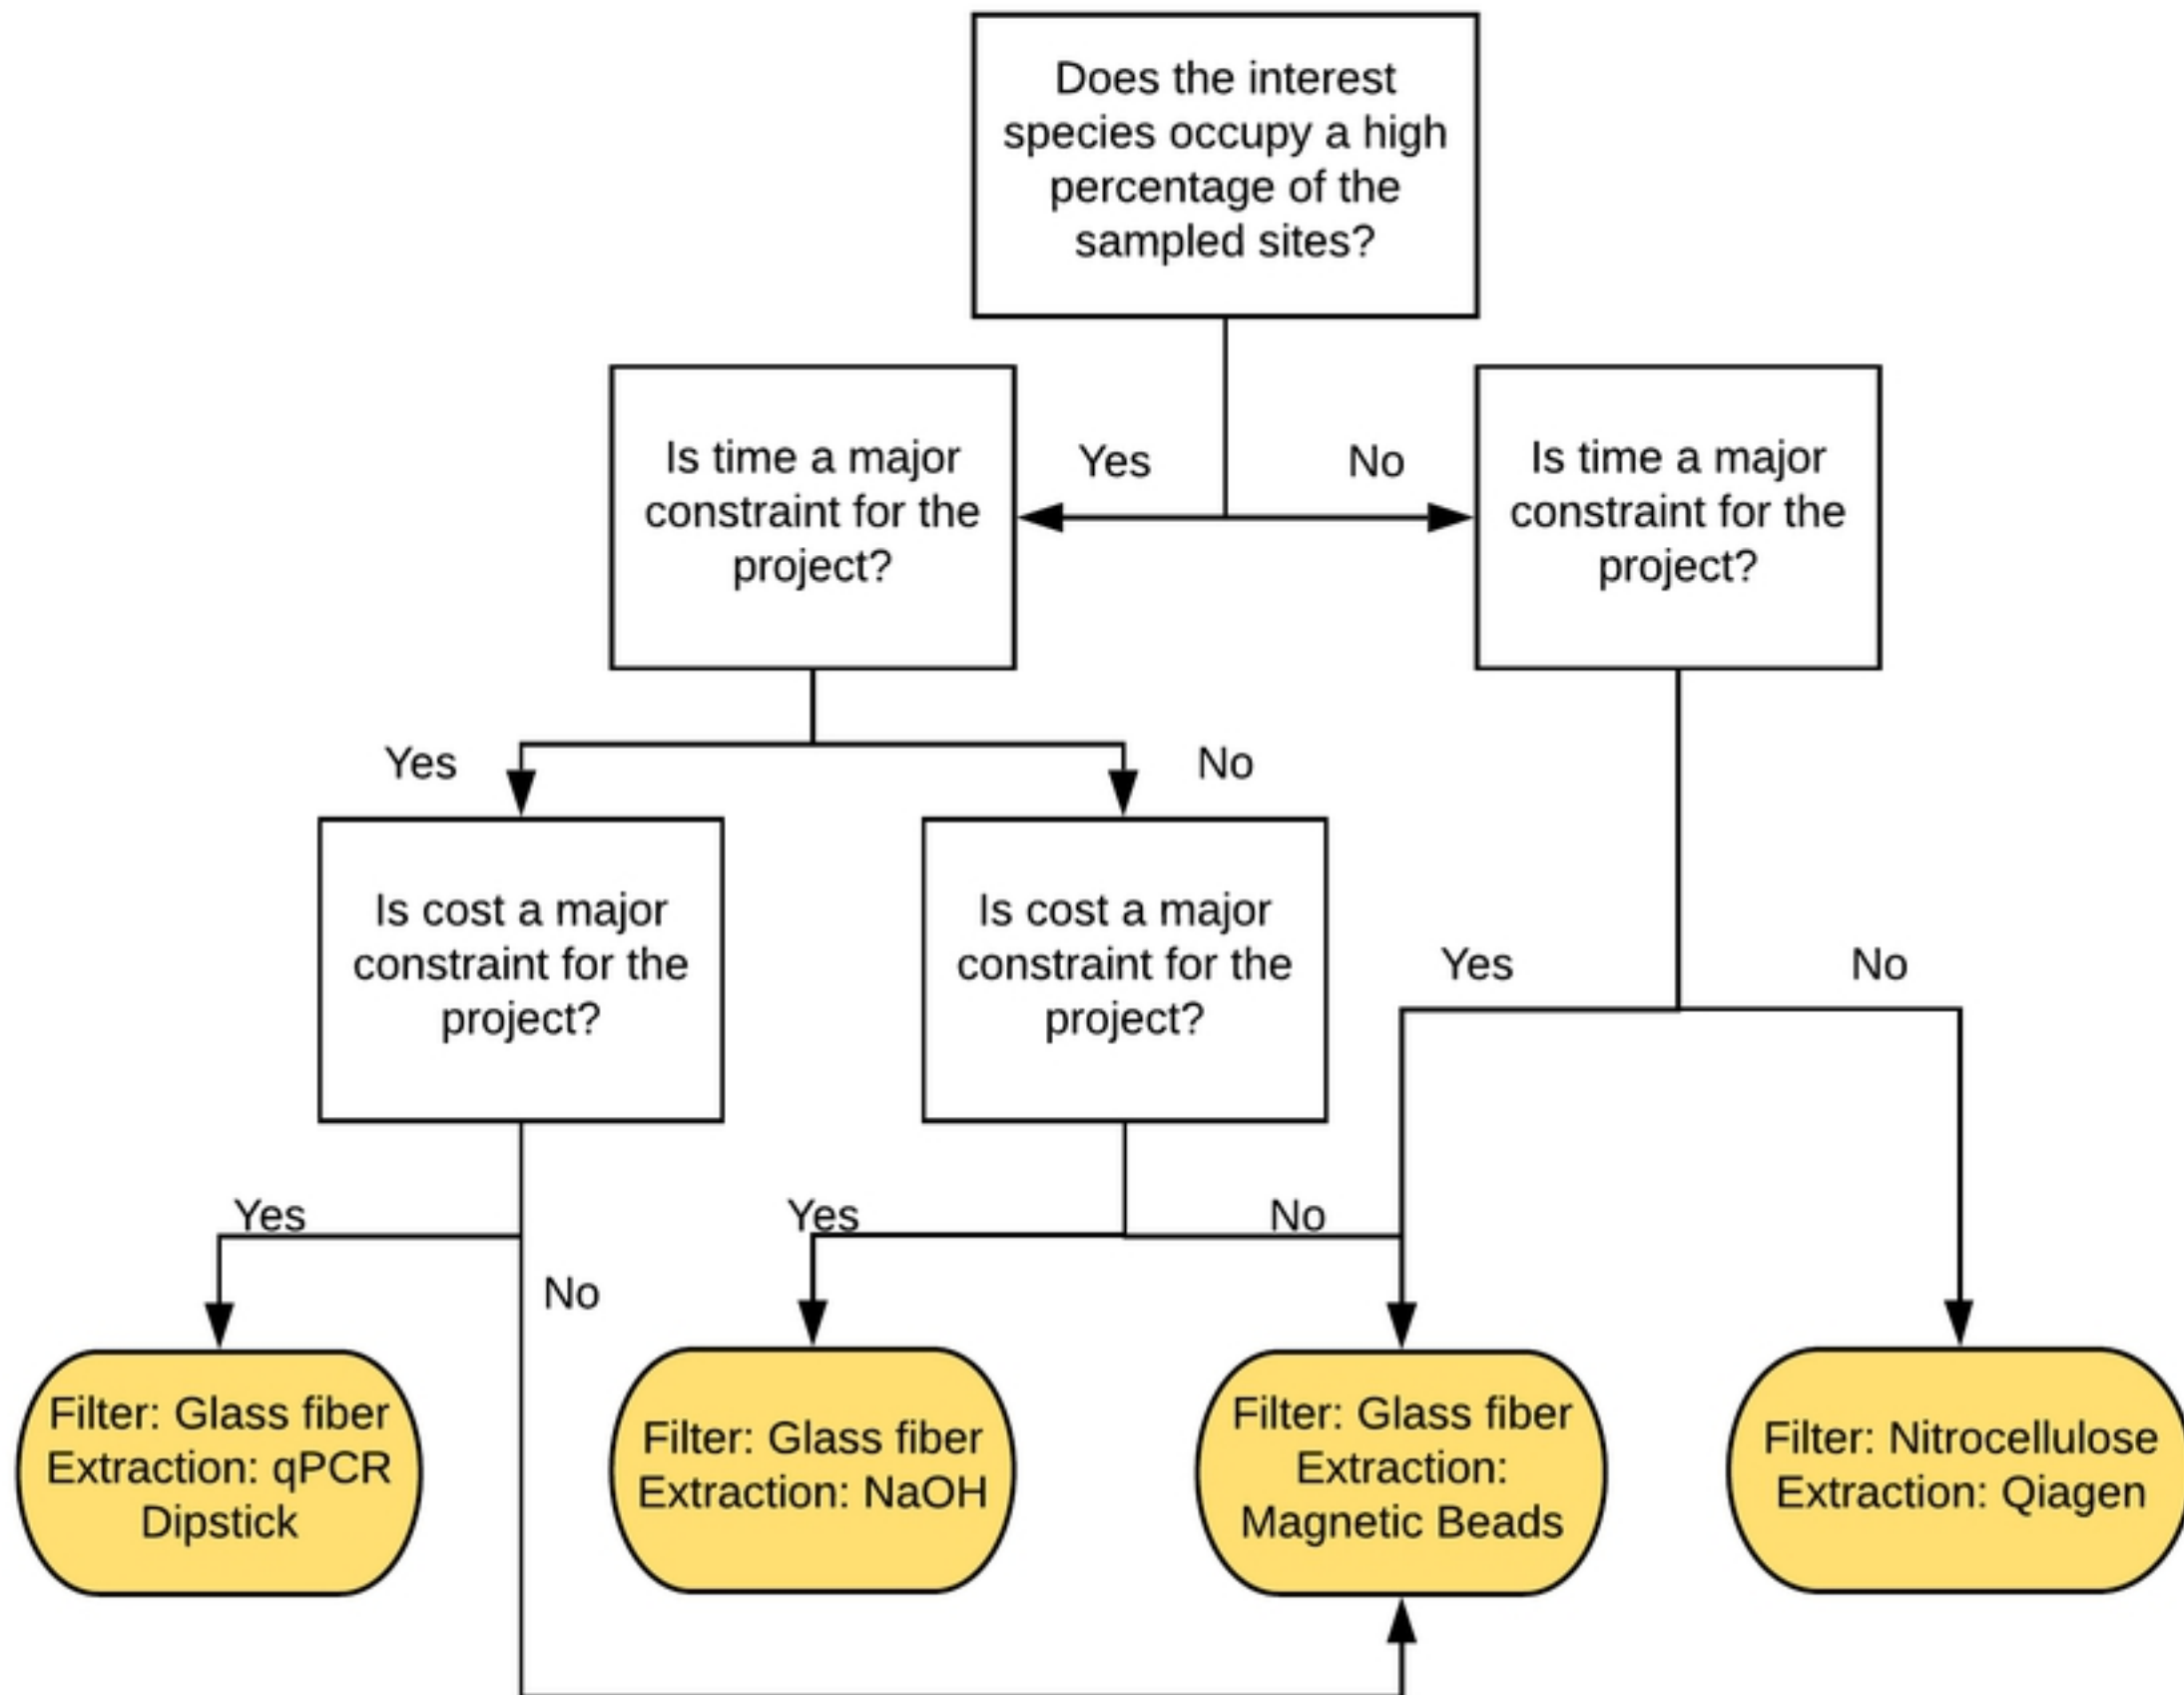 Does the interest
species occupy a high
percentage of the
sampled sites?
Is time a major
constraint for the
project?
Yes
No
Is time a major
constraint for the
project?
Yes
No
Is cost a major
constraint for the
project?
Is cost a major
constraint for the
project?
Yes
No
Yes
No
Yes
No
Filter: Glass fiber
Extraction: qPCR
Dipstick
Filter: Glass fiber
Extraction: NaOH
Filter: Glass fiber
Extraction:
Magnetic Beads
Filter: Nitrocellulose
Extraction: Qiagen